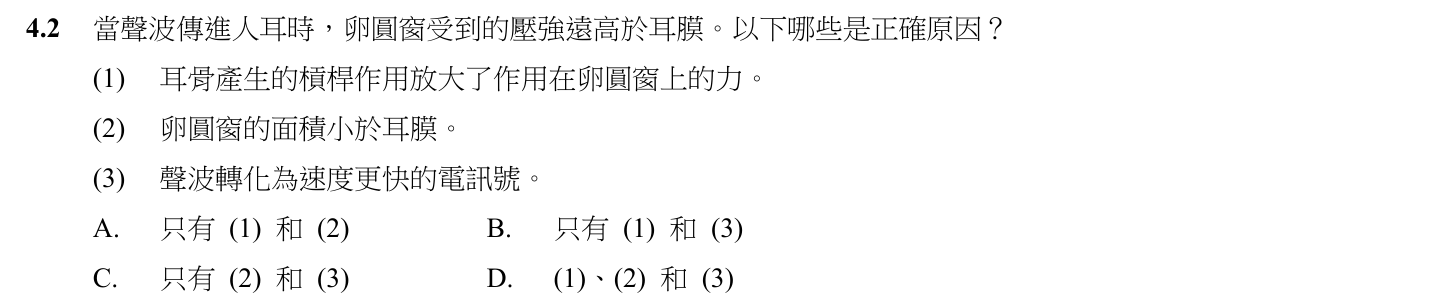 4.2 當聲波傳進人耳時，卵圓窗受到的壓強遠高於耳膜。以下哪些是正確原因？
(1) 耳骨產生的槓桿作用放大了作用在卵圓窗上的力。
(2) 卵圓窗的面積小於耳膜。
(3) 聲波轉化為速度更快的電訊號。
A. 只有 (1) 和 (2) B. 只有 (1) 和 (3)
C. 只有 (2) 和 (3) D. (1)、(2) 和 (3)